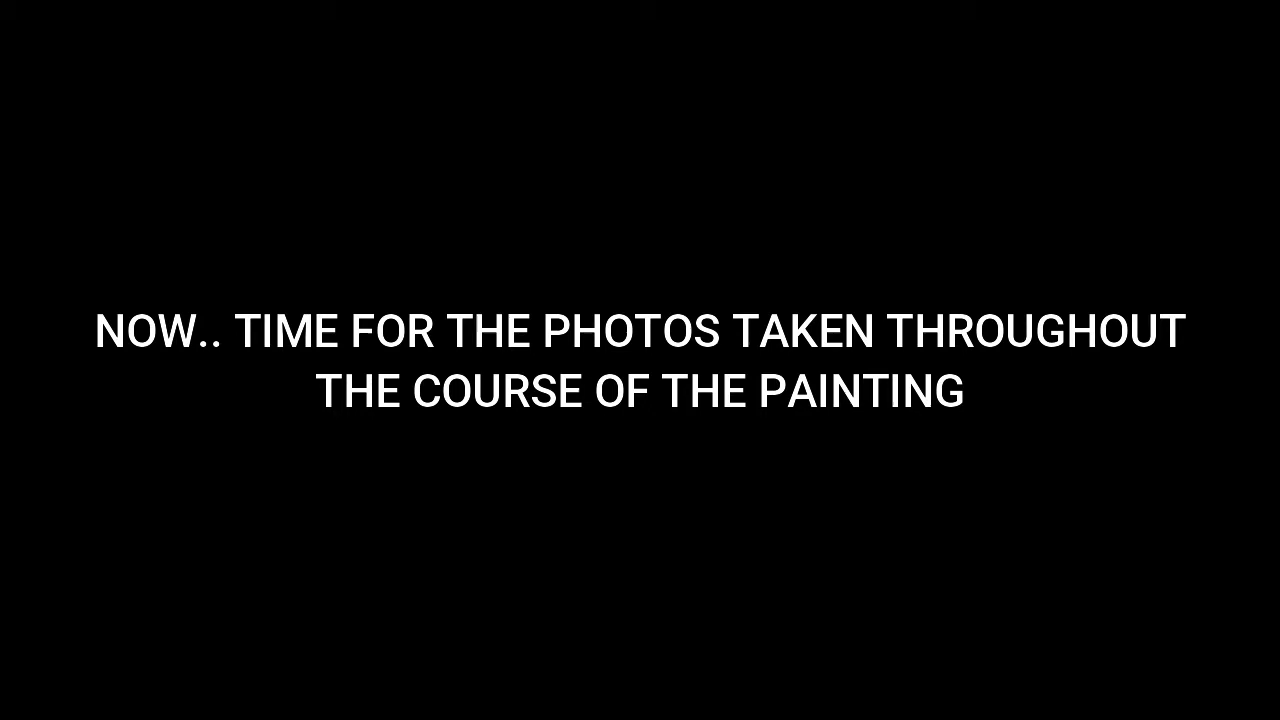 NOW.. TIME FOR THE PHOTOS TAKEN THROUGHOUT
THE COURSE OF THE PAINTING